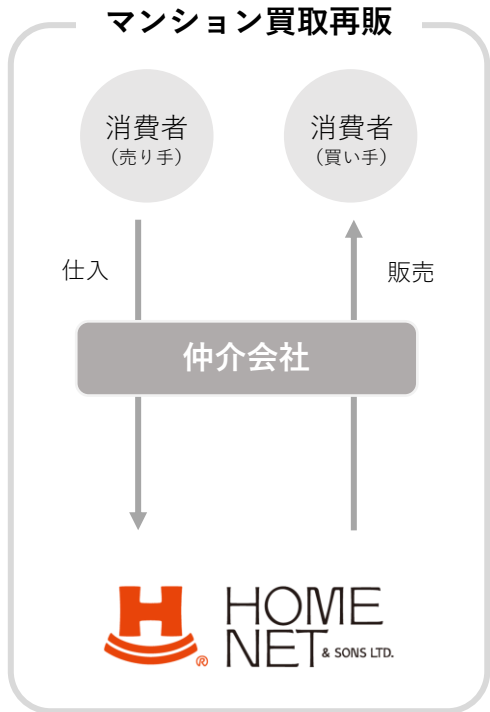 マンション買取再販
消費者
（売り手）
消費者
（買い手）
仕入
販売
仲介会社
H
®
HOME
NET & SONS LTD.